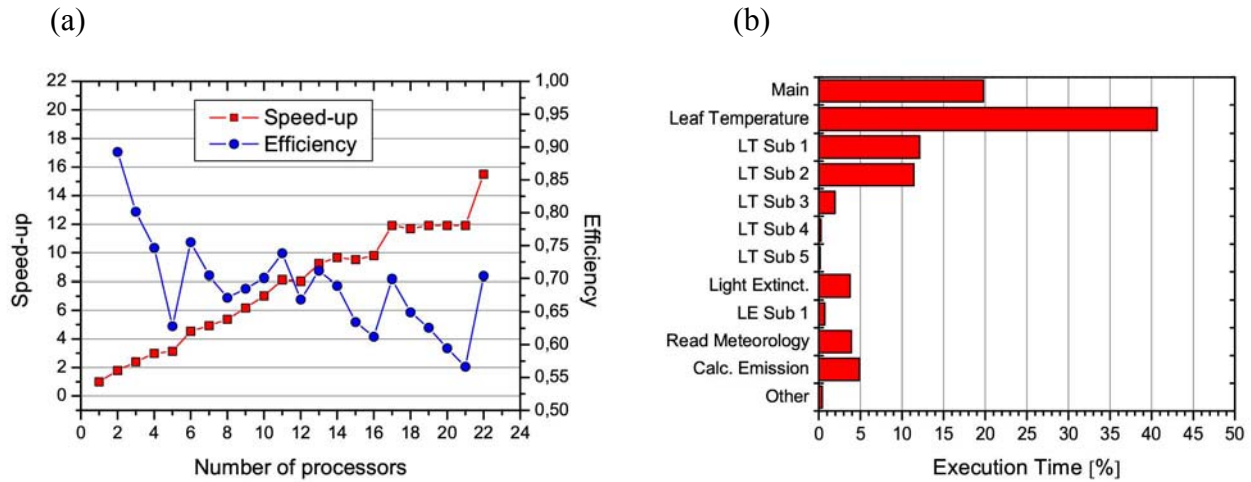 (a)
22
20
18
16
14
12
10
8
6
4
2
0
Speed-up
1,00
0,95
0,90
0,85
0,80
0,75
0,70
0,65
0,60
0,55
0,50
Efficiency
Speed-up
Efficiency
0 2 4 6 8 10 12 14 16 18 20 22 24
Number of processors
(b)
Main
Leaf Temperature
LT Sub 1
LT Sub 2
LT Sub 3
LT Sub 4
LT Sub 5
Light Extinct.
LE Sub 1
Read Meteorology
Calc. Emission
Other
0 5 10 15 20 25 30 35 40 45 50
Execution Time [%]